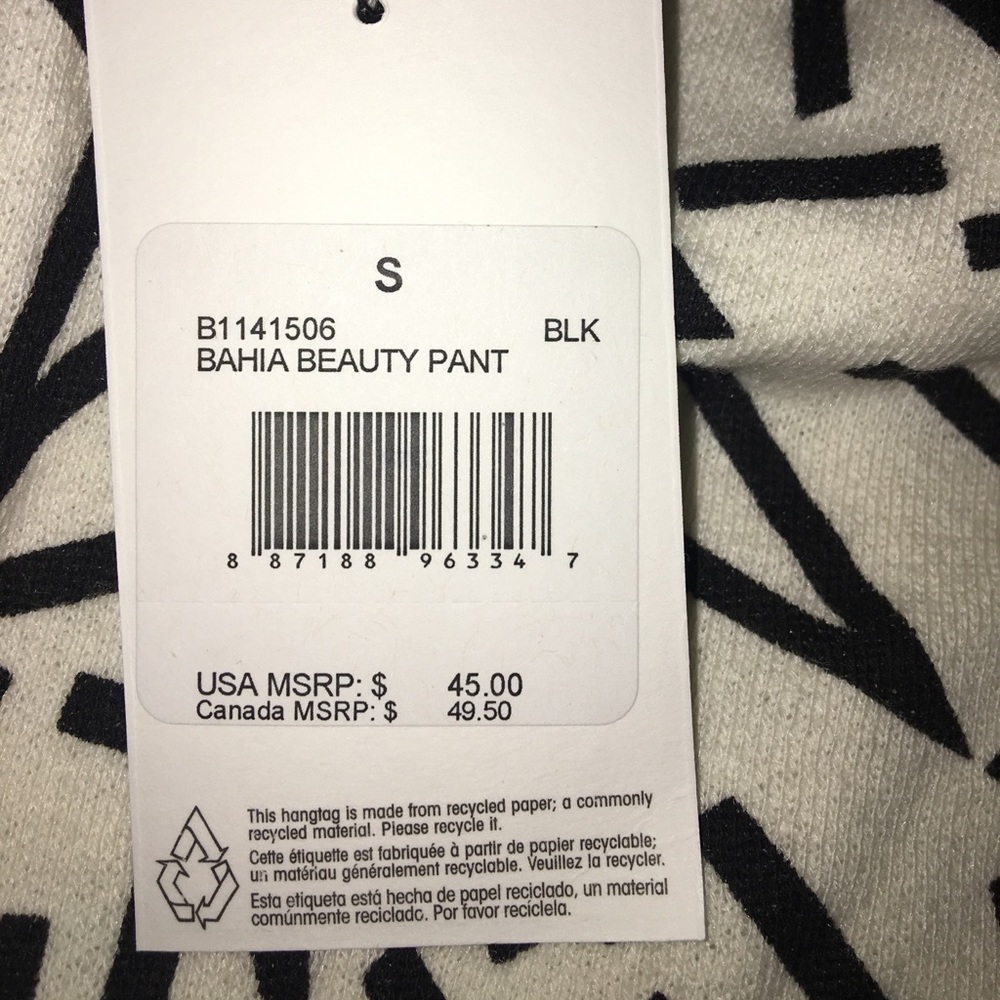 S
B1141506 BLK
BAHIA BEAUTY PANT
8 87188 96334 7
USA MSRP: $ 45.00
Canada MSRP: $ 49.50
This hangtag is made from recycled paper; a commonly
recycled material. Please recycle it.
Cette étiquette est fabriquée à partir de papier recyclable;
un matériau généralement recyclable. Veuillez la recycler.
Esta etiqueta está hecha de papel reciclado, un material
comúnmente reciclado. Por favor recíclela.